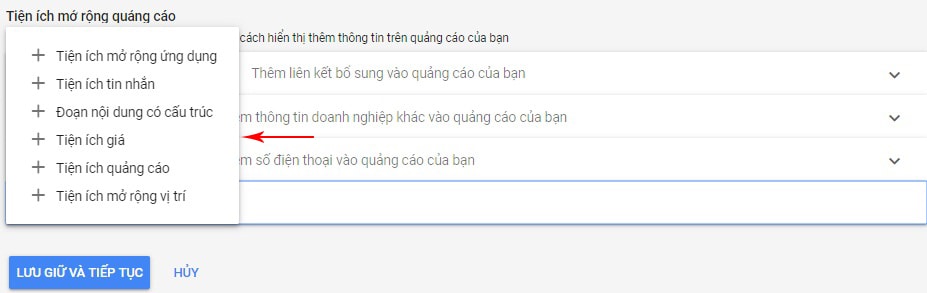 Tiện ích mở rộng quảng cáo
cách hiển thị thêm thông tin trên quảng cáo của bạn
Tiện ích mở rộng ứng dụng
Tiện ích tin nhắn
Đoạn nội dung có cấu trúc
Tiện ích giá
Tiện ích quảng cáo
Tiện ích mở rộng vị trí
Thêm liên kết bổ sung vào quảng cáo của bạn
thông tin doanh nghiệp khác vào quảng cáo của bạn
số điện thoại vào quảng cáo của bạn
LƯU GIỮ VÀ TIẾP TỤC
HỦY